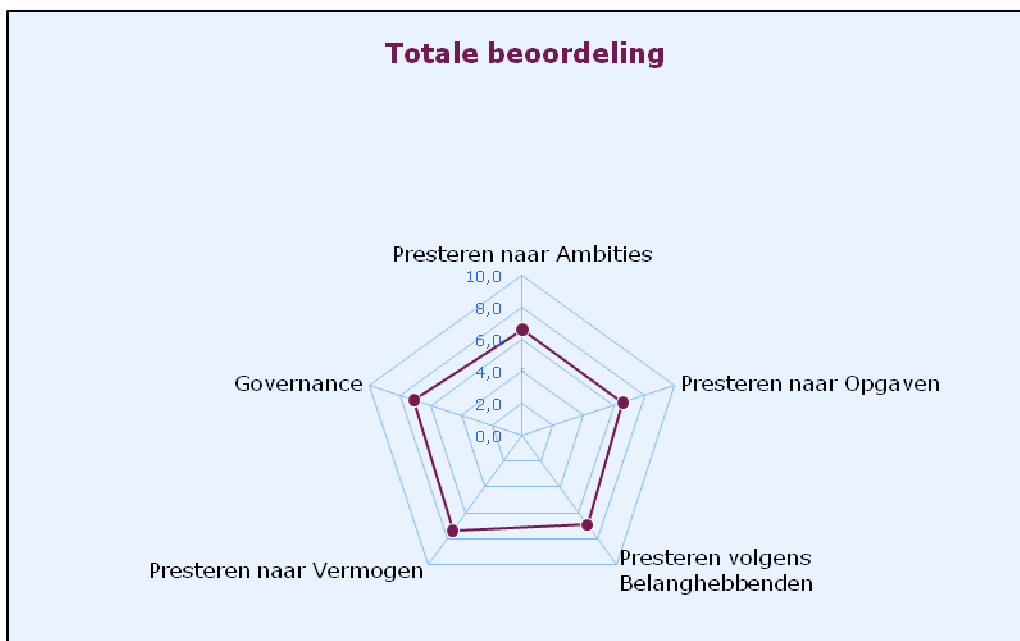 Totale beoordeling
Presteren naar Ambities
10,0
8,0
6,0
4,0
2,0
0,0
Governance
Presteren naar Opgaven
Presteren naar Vermogen
Presteren volgens
Belanghebbenden